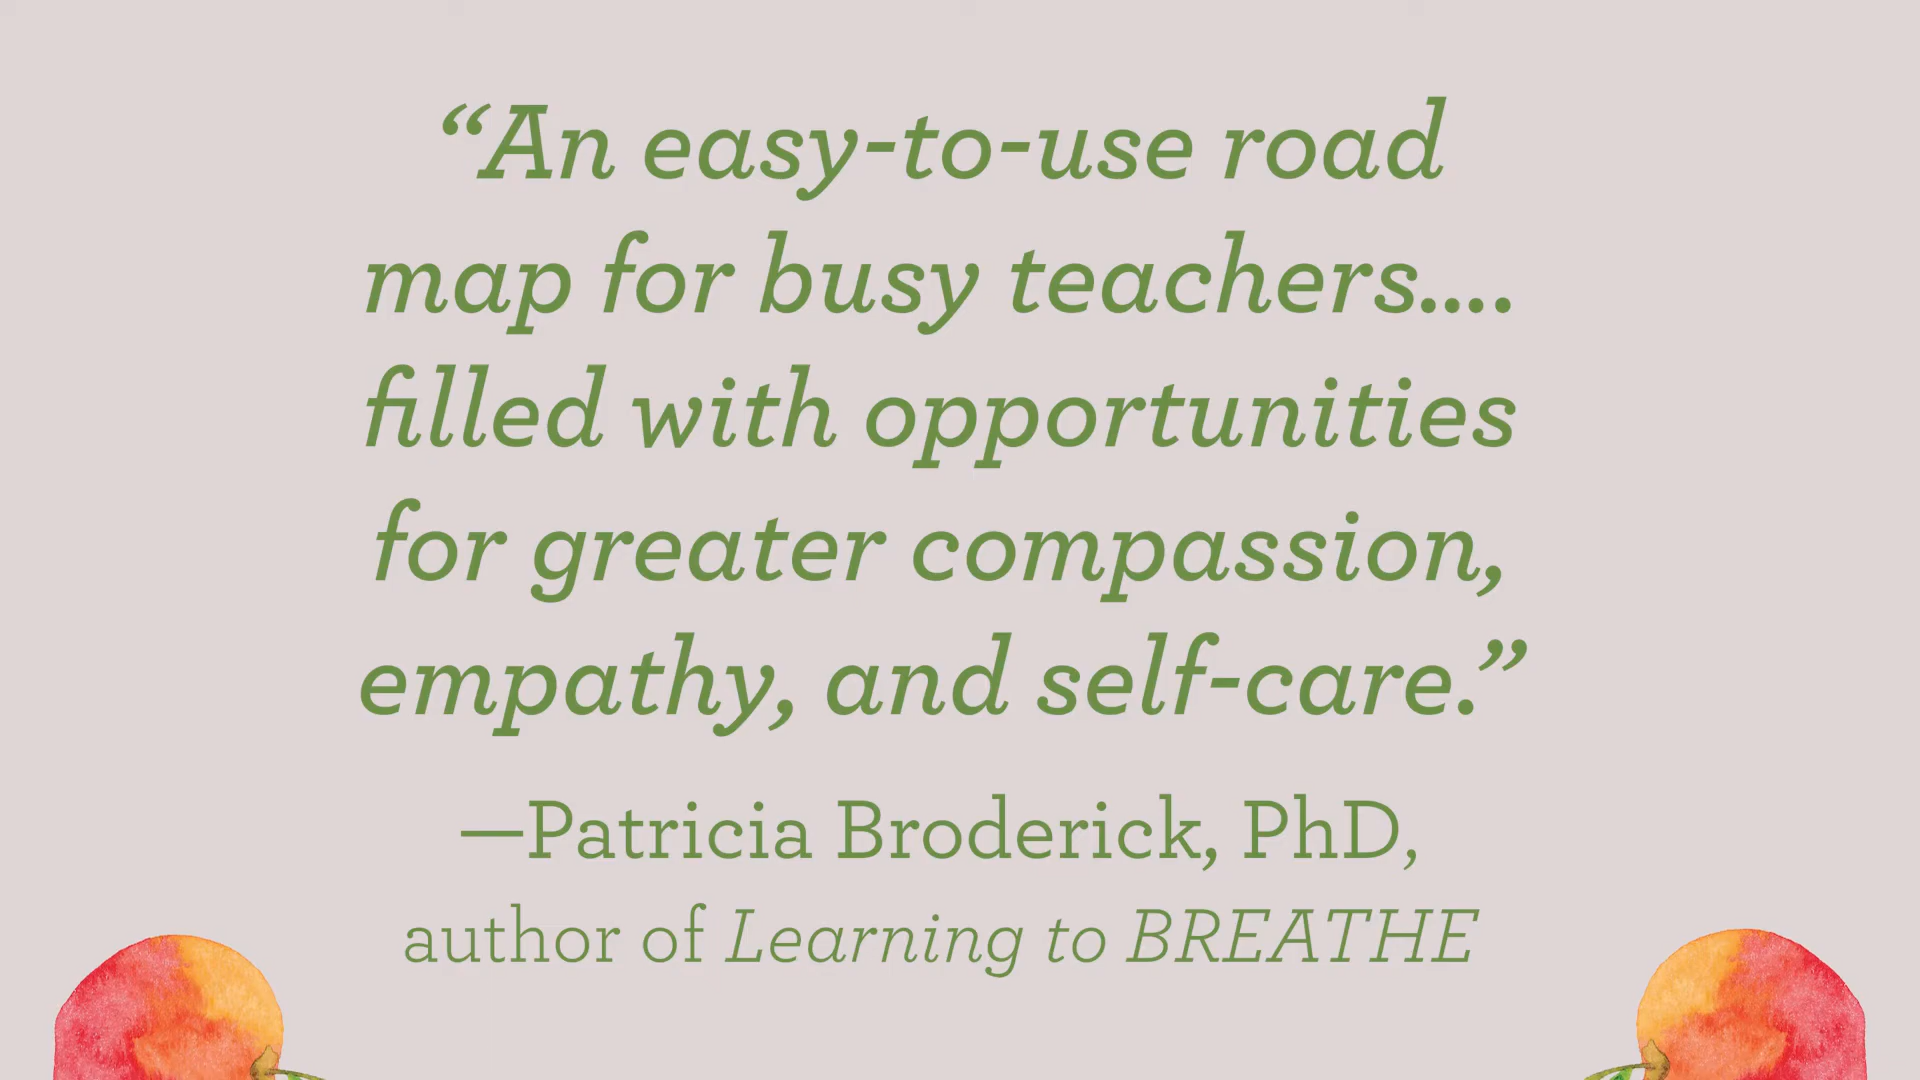 “An easy-to-use road
map for busy teachers....
filled with opportunities
for greater compassion,
empathy, and self-care.”
—Patricia Broderick, PhD,
author of Learning to BREATHE